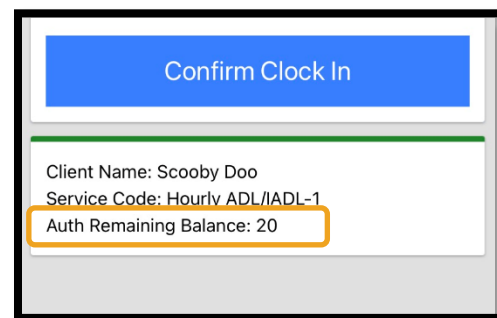 Confirm Clock In
Client Name: Scooby Doo
Service Code: Hourly ADL/IADL-1
Auth Remaining Balance: 20